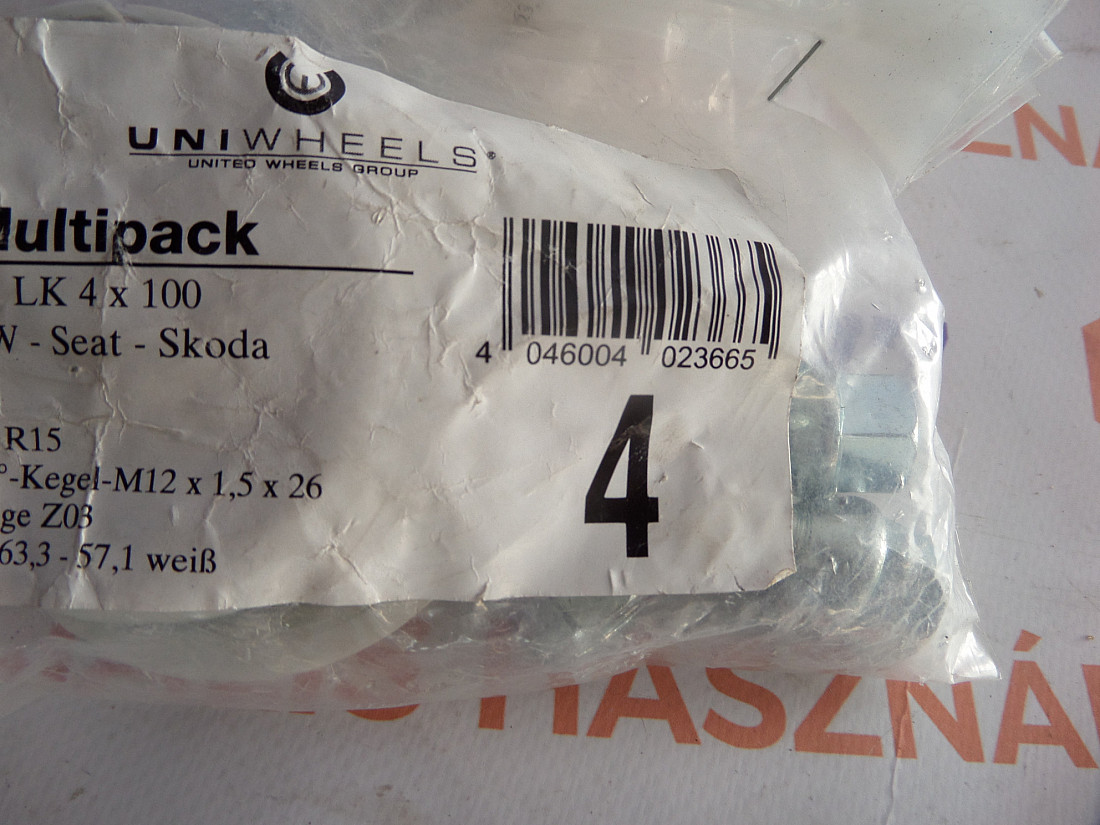 UNIWHEELS
UNITED WHEELS GROUP
Multipack
LK 4 x 100
W - Seat - Skoda
4 046004 023665
R15
°-Kegel-M12 x 1,5 x 26
ge Z03
63,3 - 57,1 weiß
4
HASZNÁ